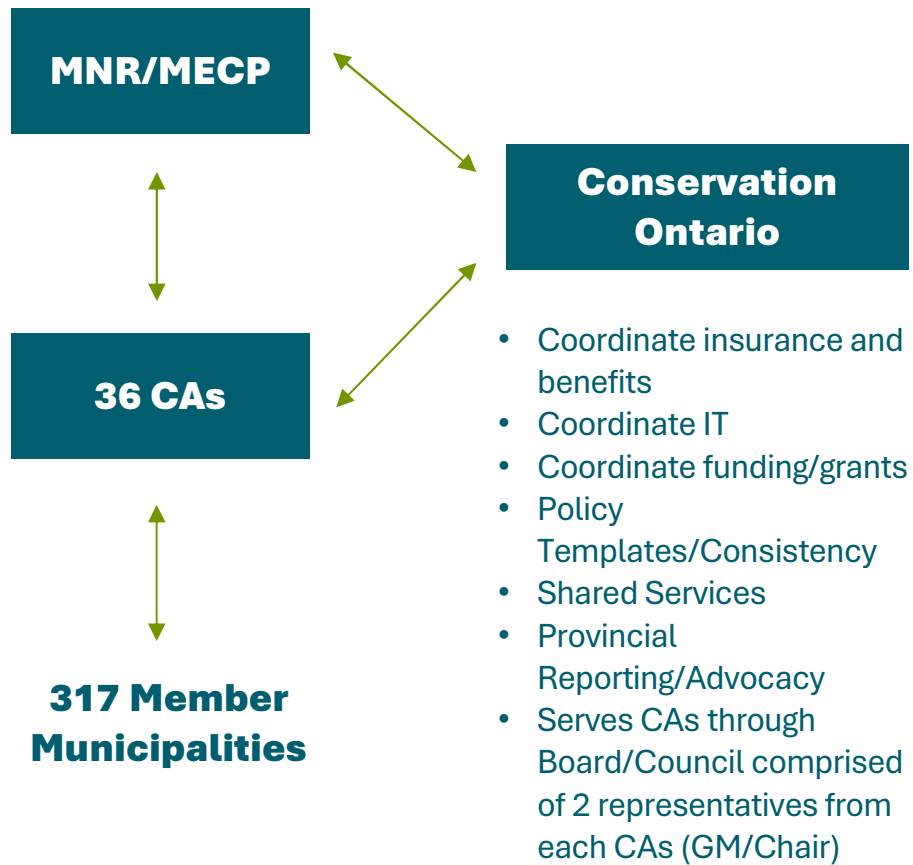 MNR/MECP
Conservation
Ontario
36 CAs
317 Member
Municipalities
• Coordinate insurance and
benefits
• Coordinate IT
• Coordinate funding/grants
• Policy
Templates/Consistency
• Shared Services
• Provincial
Reporting/Advocacy
• Serves CAs through
Board/Council comprised
of 2 representatives from
each CAs (GM/Chair)